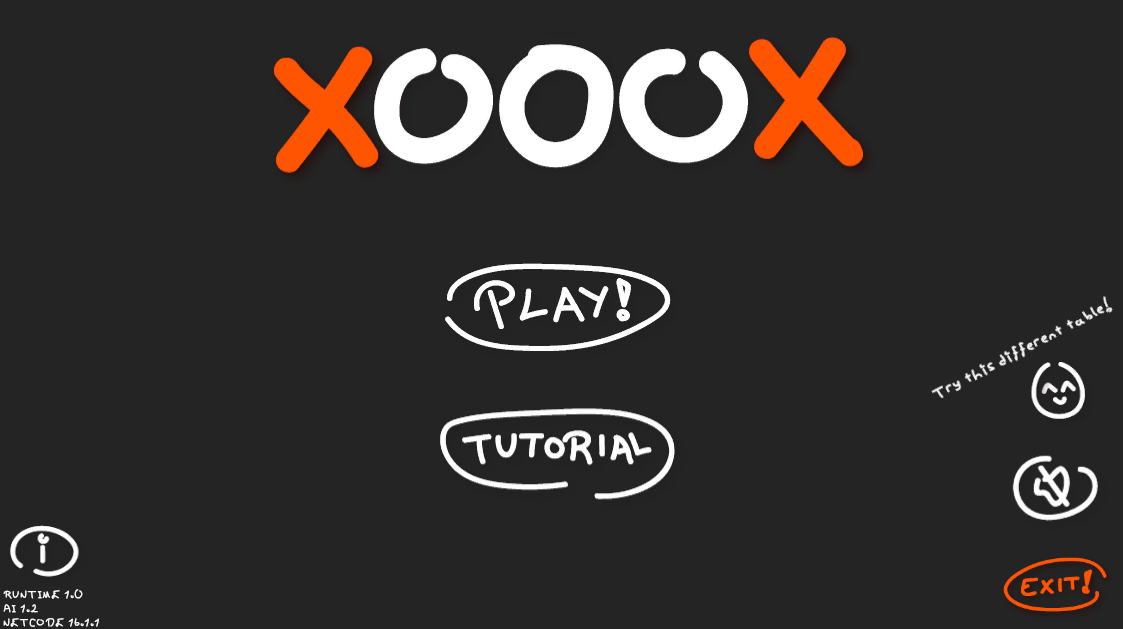 XOOOX
PLAY!
Try this different table!
TUTORIAL
i
EXIT!
RUNTIME 1.0
AI 1.2
NETCODE 16.1.1